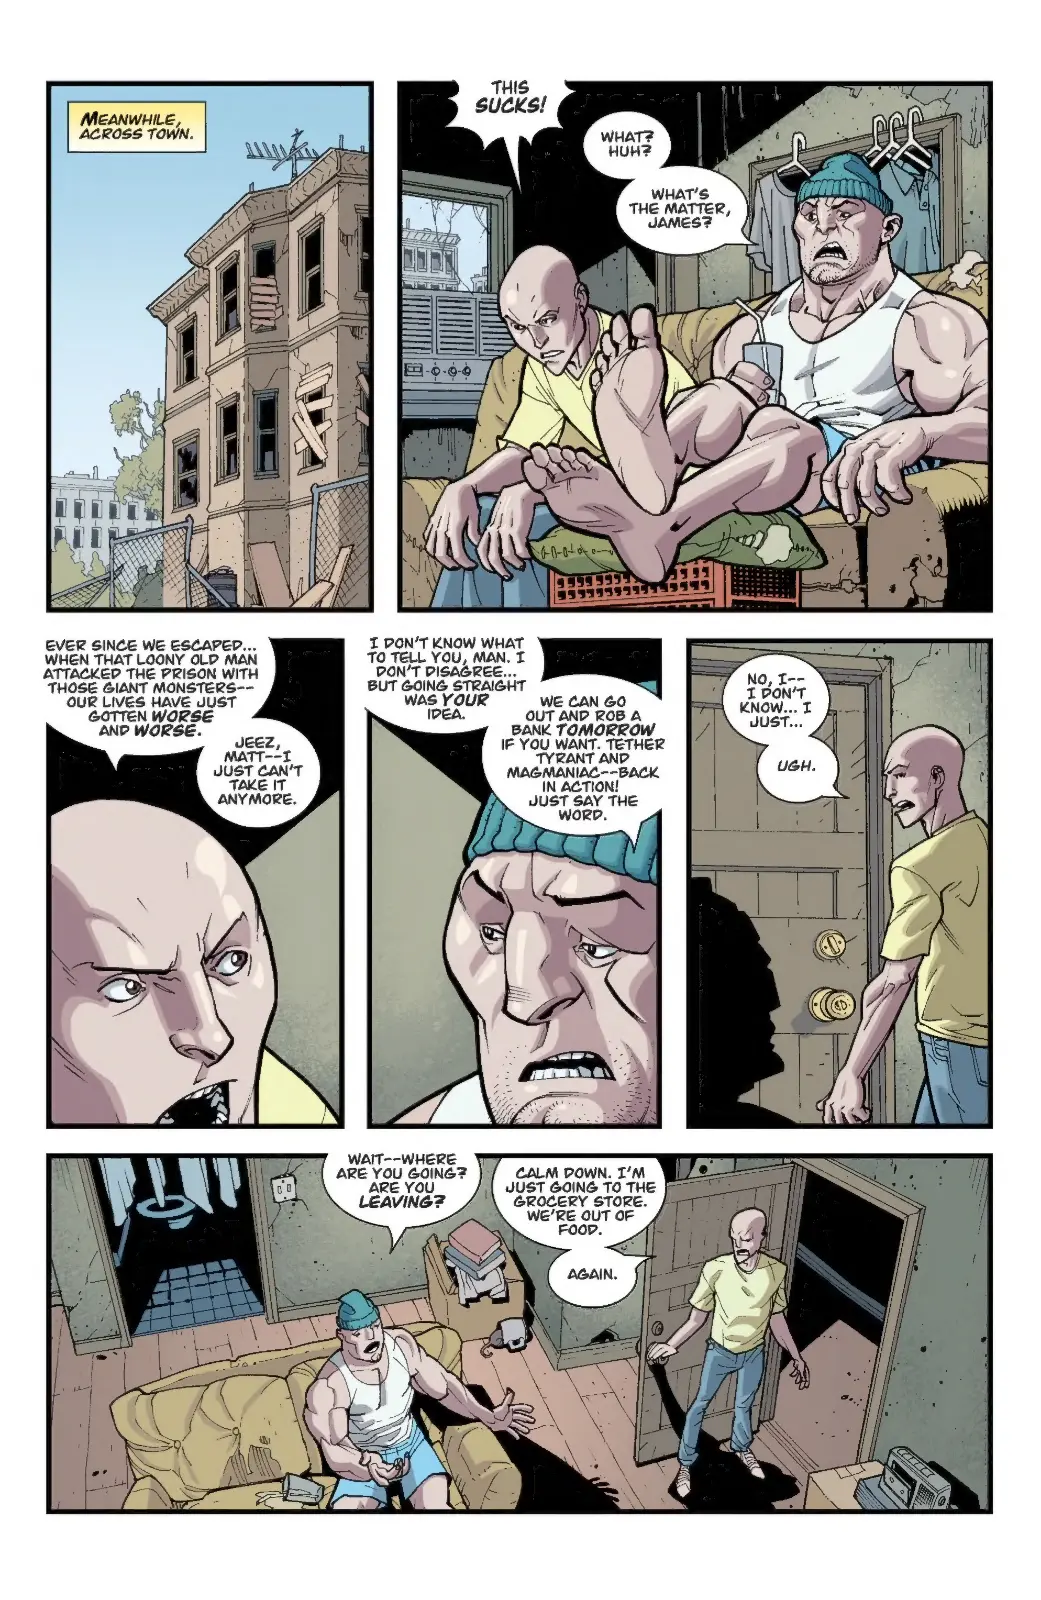 MEANWHILE,
ACROSS TOWN.
THIS
SUCKS!
WHAT?
HUH?
WHAT'S
THE MATTER,
JAMES?
EVER SINCE WE ESCAPED...
WHEN THAT LOONY OLD MAN
ATTACKED THE PRISON WITH
THOSE GIANT MONSTERS--
OUR LIVES HAVE JUST
GOTTEN WORSE
AND WORSE.
JEEZ,
MATT--I
JUST CAN'T
TAKE IT
ANYMORE.
I DON'T KNOW WHAT
TO TELL YOU, MAN. I
DON'T DISAGREE...
BUT GOING STRAIGHT
WAS YOUR
IDEA.
WE CAN GO
OUT AND ROB A
BANK TOMORROW
IF YOU WANT. TETHER
TYRANT AND
MAGMANIAC--BACK
IN ACTION!
JUST SAY THE
WORD.
NO, I--
I DON'T
KNOW... I
JUST...
UGH.
WAIT--WHERE
ARE YOU GOING?
ARE YOU
LEAVING?
CALM DOWN. I'M
JUST GOING TO THE
GROCERY STORE.
WE'RE OUT OF
FOOD.
AGAIN.